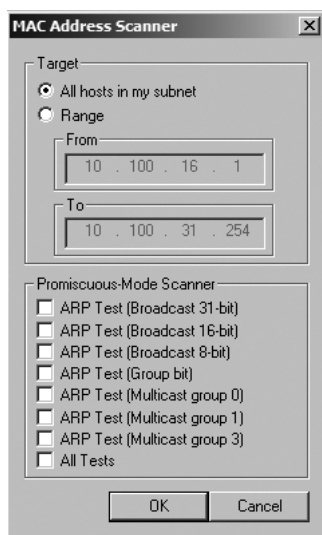 MAC Address Scanner
Target
All hosts in my subnet
Range
From
10 . 100 . 16 . 1
To
10 . 100 . 31 . 254
Promiscuous-Mode Scanner
ARP Test (Broadcast 31-bit)
ARP Test (Broadcast 16-bit)
ARP Test (Broadcast 8-bit)
ARP Test (Group bit)
ARP Test (Multicast group 0)
ARP Test (Multicast group 1)
ARP Test (Multicast group 3)
All Tests
OK Cancel